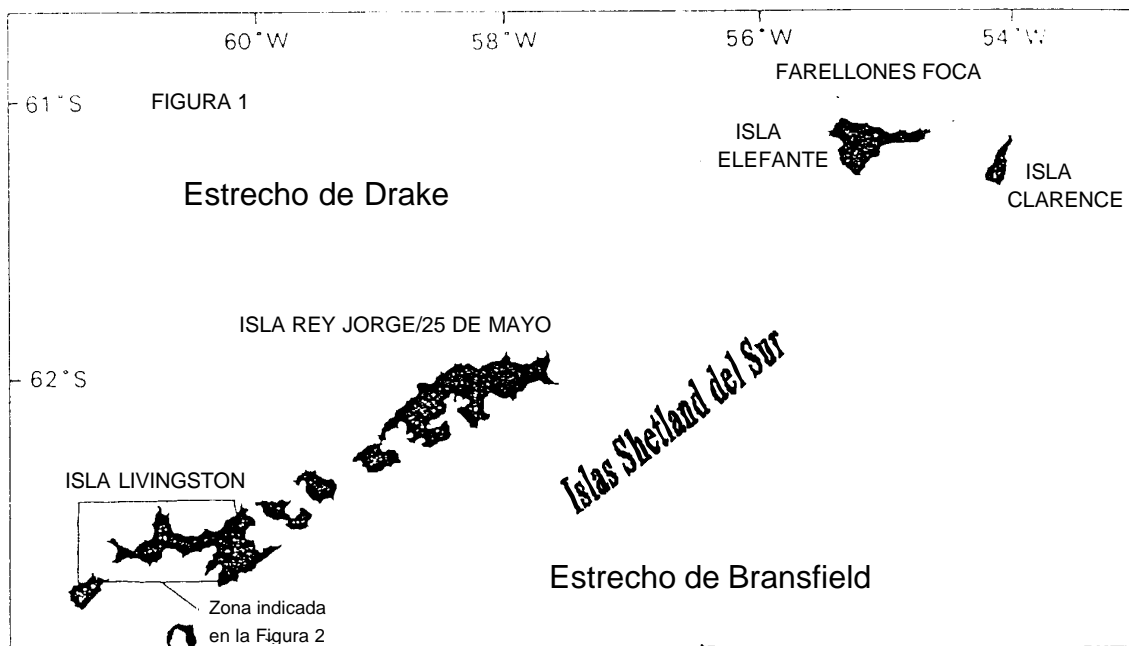 60°W 58°W 56°W 54°W
FARELLONES FOCA
61°S
FIGURA 1
ISLA
ELEFANTE
ISLA
CLARENCE
Estrecho de Drake
ISLA REY JORGE/25 DE MAYO
62°S
Islas Shetland del Sur
ISLA LIVINGSTON
Estrecho de Bransfield
Zona indicada
en la Figura 2